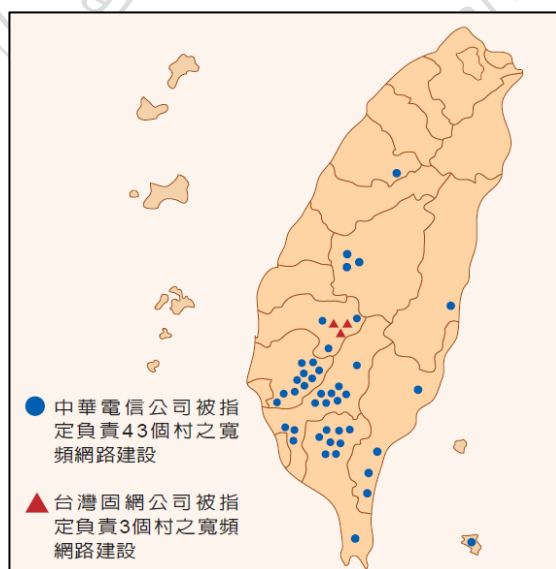 中華電信公司被指
定負責43個村之寬
頻網路建設
台灣固網公司被指
定負責3個村之寬頻
網路建設